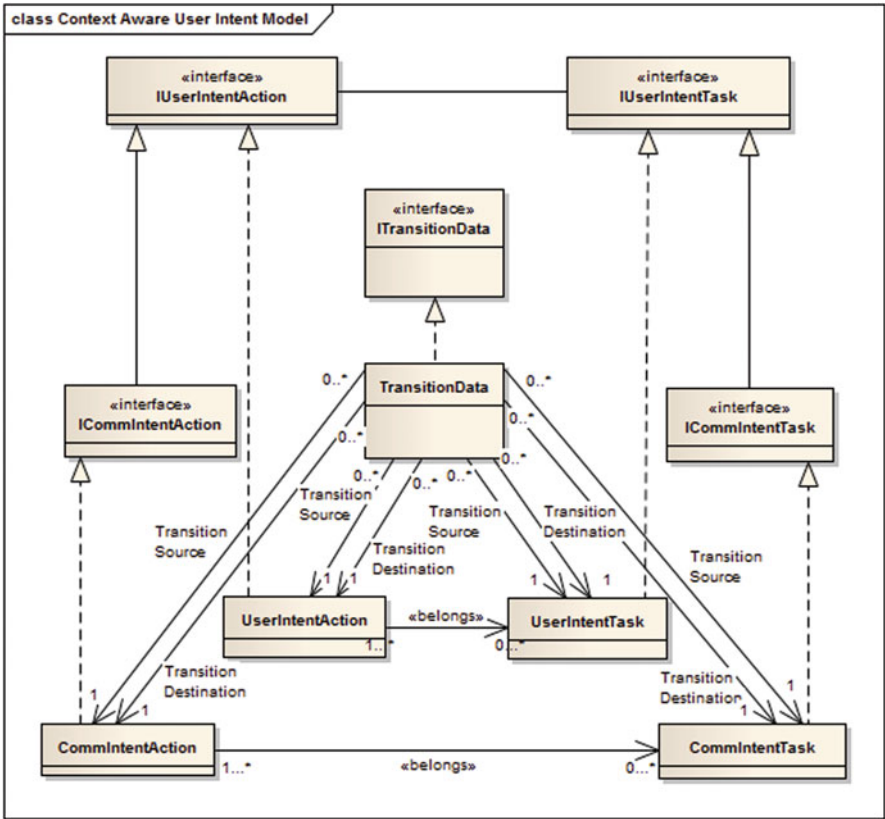 class Context Aware User Intent Model
«interface»
IUserIntentAction
«interface»
IUserIntentTask
«interface»
ITransitionData
TransitionData
0..*
0..*
0..*
0..*
«interface»
ICommIntentAction
«interface»
ICommIntentTask
0..*
0..*
0..*
0..*
Transition
Source
Transition
Source
Transition
Destination
Transition
Source
Transition
Destination
Transition
Source
1
1
1
1
UserIntentAction
«belongs»
UserIntentTask
1...*
0...*
Transition
Destination
Transition
Destination
1
1
1
1
CommIntentAction
CommIntentTask
1...*
«belongs»
0...*